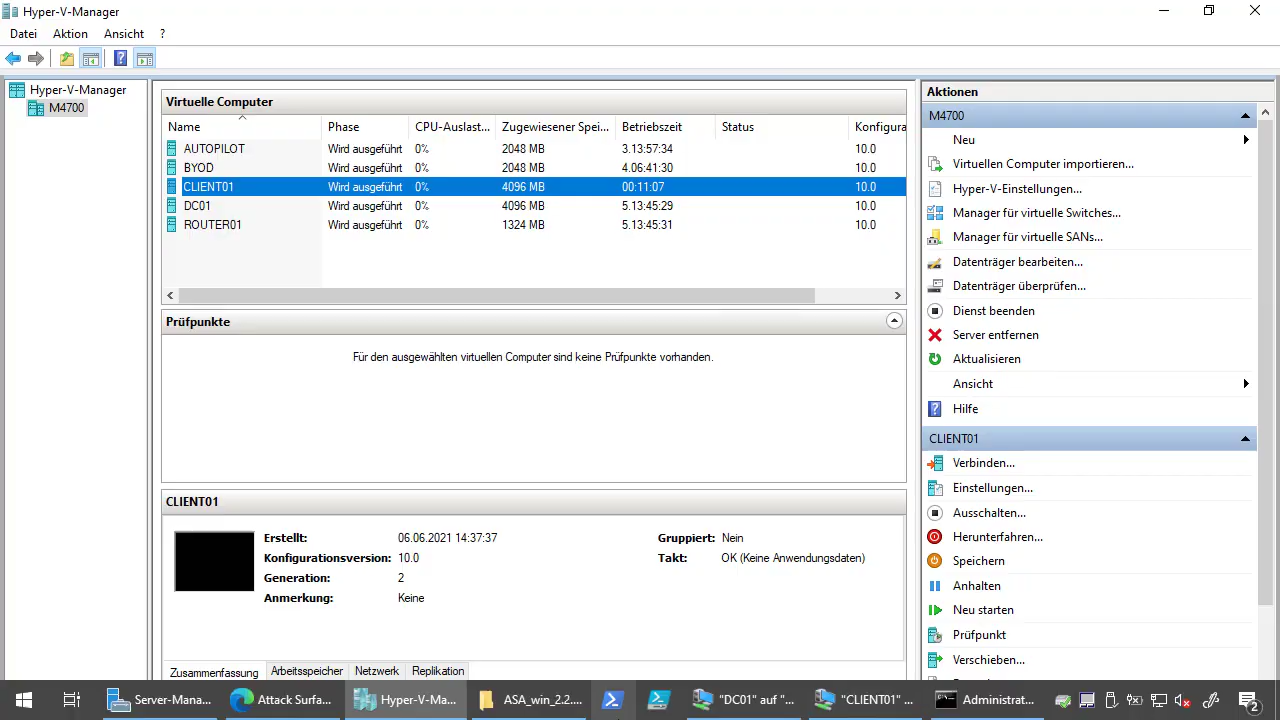 Hyper-V-Manager
Datei Aktion Ansicht ?
Hyper-V-Manager
M4700
Virtuelle Computer
Name Phase CPU-Auslast... Zugewiesener Spei... Betriebszeit Status Konfigura
AUTOPILOT Wird ausgeführt 0% 2048 MB 3.13:57:34 10.0
BYOD Wird ausgeführt 0% 2048 MB 4.06:41:30 10.0
CLIENT01 Wird ausgeführt 0% 4096 MB 00:11:07 10.0
DC01 Wird ausgeführt 0% 4096 MB 5.13:45:29 10.0
ROUTER01 Wird ausgeführt 0% 1324 MB 5.13:45:31 10.0
Prüfpunkte
Für den ausgewählten virtuellen Computer sind keine Prüfpunkte vorhanden.
CLIENT01
Erstellt: 06.06.2021 14:37:37 Gruppiert: Nein
Konfigurationsversion: 10.0 Takt: OK (Keine Anwendungsdaten)
Generation: 2
Anmerkung: Keine
Zusammenfassung Arbeitsspeicher Netzwerk Replikation
Aktionen
M4700
Neu
Virtuellen Computer importieren...
Hyper-V-Einstellungen...
Manager für virtuelle Switches...
Manager für virtuelle SANs...
Datenträger bearbeiten...
Datenträger überprüfen...
Dienst beenden
Server entfernen
Aktualisieren
Ansicht
Hilfe
CLIENT01
Verbinden...
Einstellungen...
Ausschalten...
Herunterfahren...
Speichern
Anhalten
Neu starten
Prüfpunkt
Verschieben...
Server-Mana... Attack Surfa... Hyper-V-Ma... ASA_win_2.2.... "DC01" auf "... "CLIENT01" ... Administrat... 2